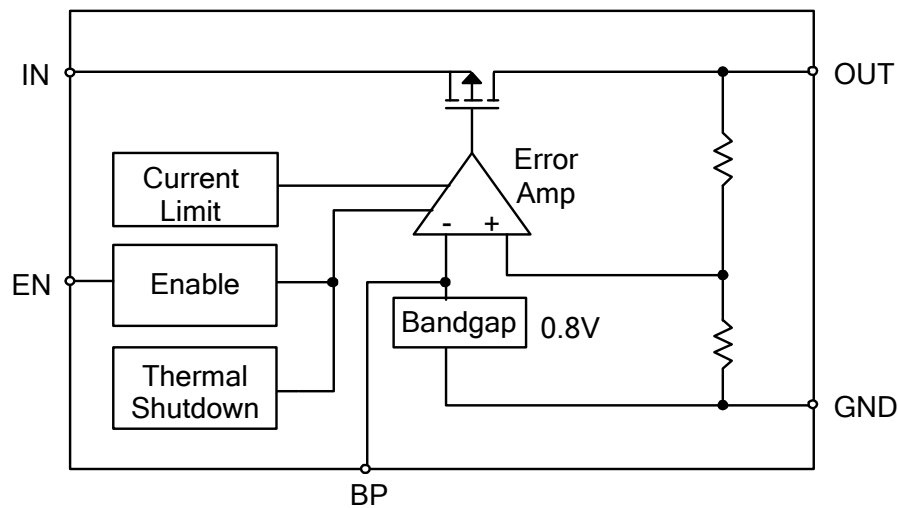 IN
OUT
Error
Amp
Current
Limit
- +
EN
Enable
Bandgap
0.8V
Thermal
Shutdown
GND
BP